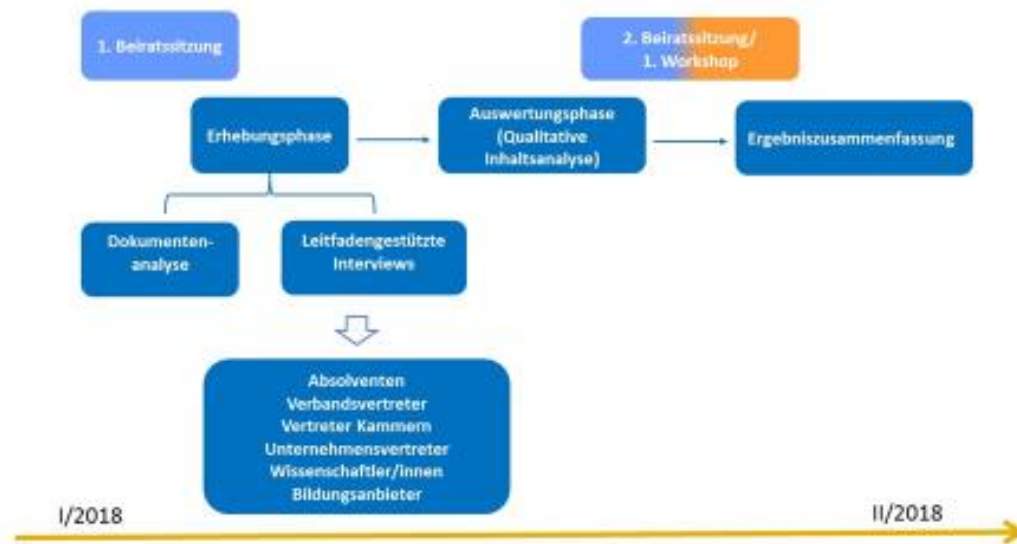 1. Beiratssitzung
2. Beiratssitzung/
1. Workshop
Erhebungsphase
Auswertungsphase
(Qualitative
Inhaltsanalyse)
Ergebniszusammenfassung
Dokumenten-
analyse
Leitfadengestützte
Interviews
Absolventen
Verbandsvertreter
Vertreter Kammern
Unternehmensvertreter
Wissenschaftler/innen
Bildungsanbieter
I/2018
II/2018